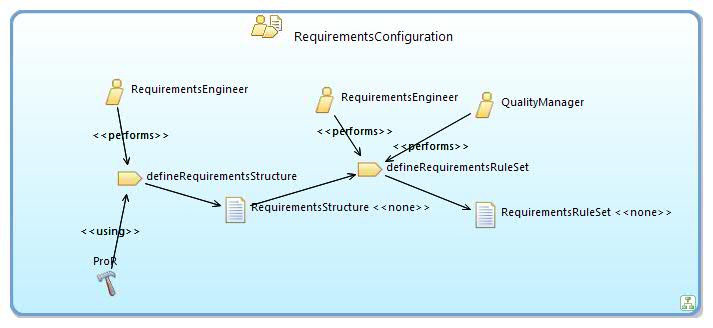 RequirementsConfiguration
RequirementsEngineer
RequirementsEngineer
QualityManager
<<performs>>
<<performs>>
<<performs>>
defineRequirementsStructure
defineRequirementsRuleSet
RequirementsStructure <<none>>
RequirementsRuleSet <<none>>
<<using>>
ProR